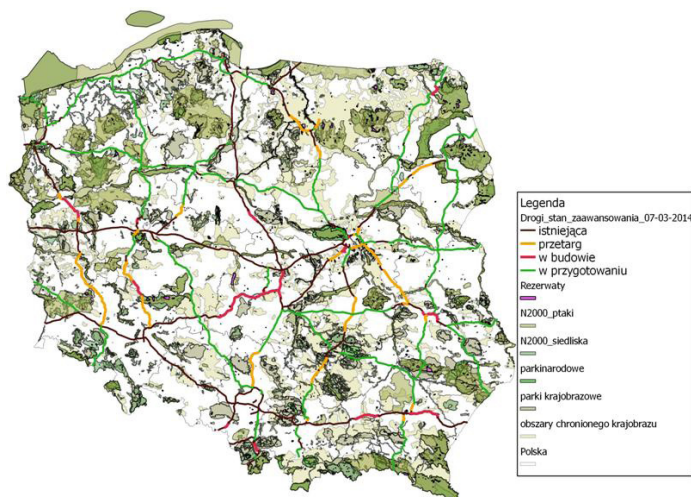 Legenda
Drogi_stan_zaawansowania_07-03-2014
istniejąca
przetarg
w budowie
w przygotowaniu
Rezerwaty
N2000_ptaki
N2000_siedliska
parkinarodowe
parki krajobrazowe
obszary chronionego krajobrazu
Polska